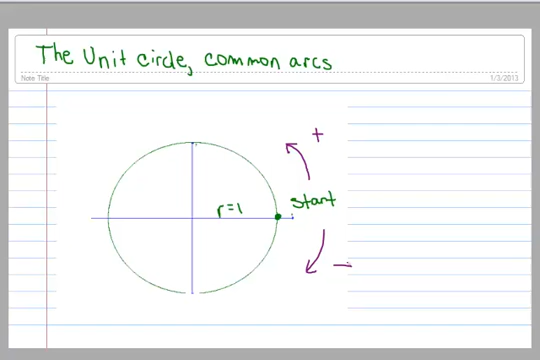 The Unit circle, common arcs
Note Title
1/3/2013
+
start
r=1
−